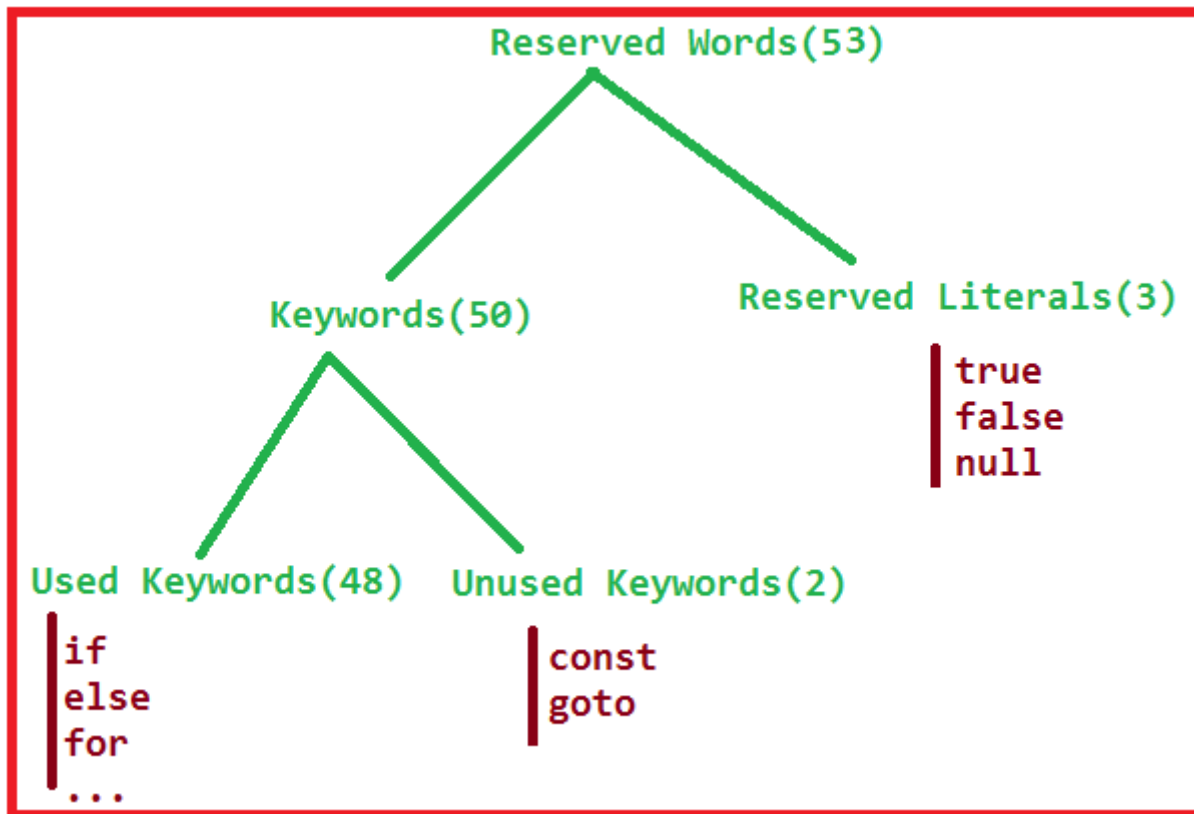 Reserved Words(53)
Keywords(50)
Reserved Literals(3)
true
false
null
Used Keywords(48)
if
else
for
...
Unused Keywords(2)
const
goto